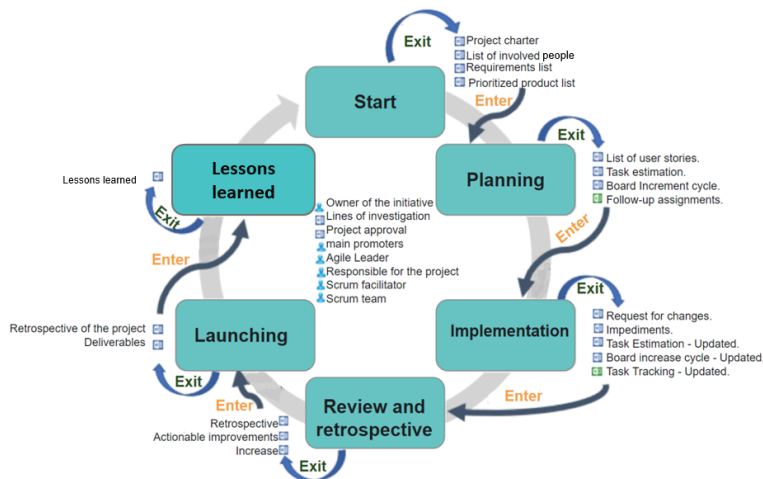 Exit
Project charter
List of involved people
Requirements list
Prioritized product list
Start
Enter
Exit
Planning
List of user stories.
Task estimation.
Board Increment cycle.
Follow-up assignments.
Enter
Lessons
learned
Lessons learned
Exit
Enter
Owner of the initiative
Lines of investigation
Project approval
main promoters
Agile Leader
Responsible for the project
Scrum facilitator
Scrum team
Exit
Implementation
Request for changes.
Impediments.
Task Estimation - Updated.
Board increase cycle - Updated.
Task Tracking - Updated.
Enter
Launching
Retrospective of the project
Deliverables
Exit
Enter
Review and
retrospective
Retrospective
Actionable improvements
Increase
Exit